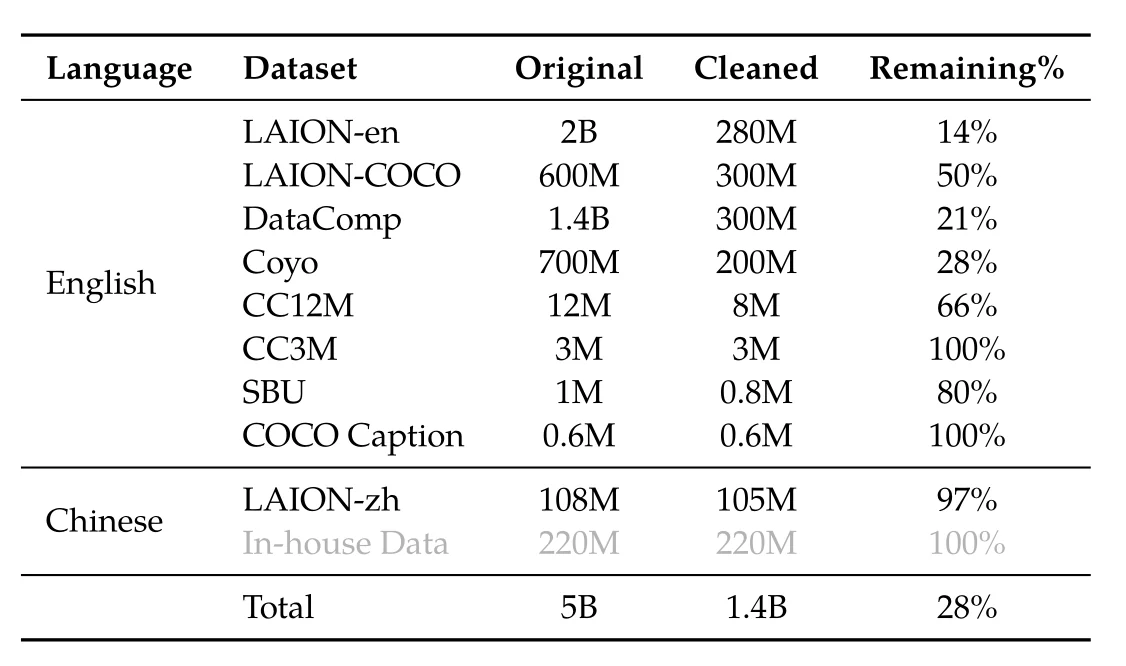 Language Dataset Original Cleaned Remaining%
English
LAION-en 2B 280M 14%
LAION-COCO 600M 300M 50%
DataComp 1.4B 300M 21%
Coyo 700M 200M 28%
CC12M 12M 8M 66%
CC3M 3M 3M 100%
SBU 1M 0.8M 80%
COCO Caption 0.6M 0.6M 100%
Chinese
LAION-zh 108M 105M 97%
In-house Data 220M 220M 100%
Total 5B 1.4B 28%